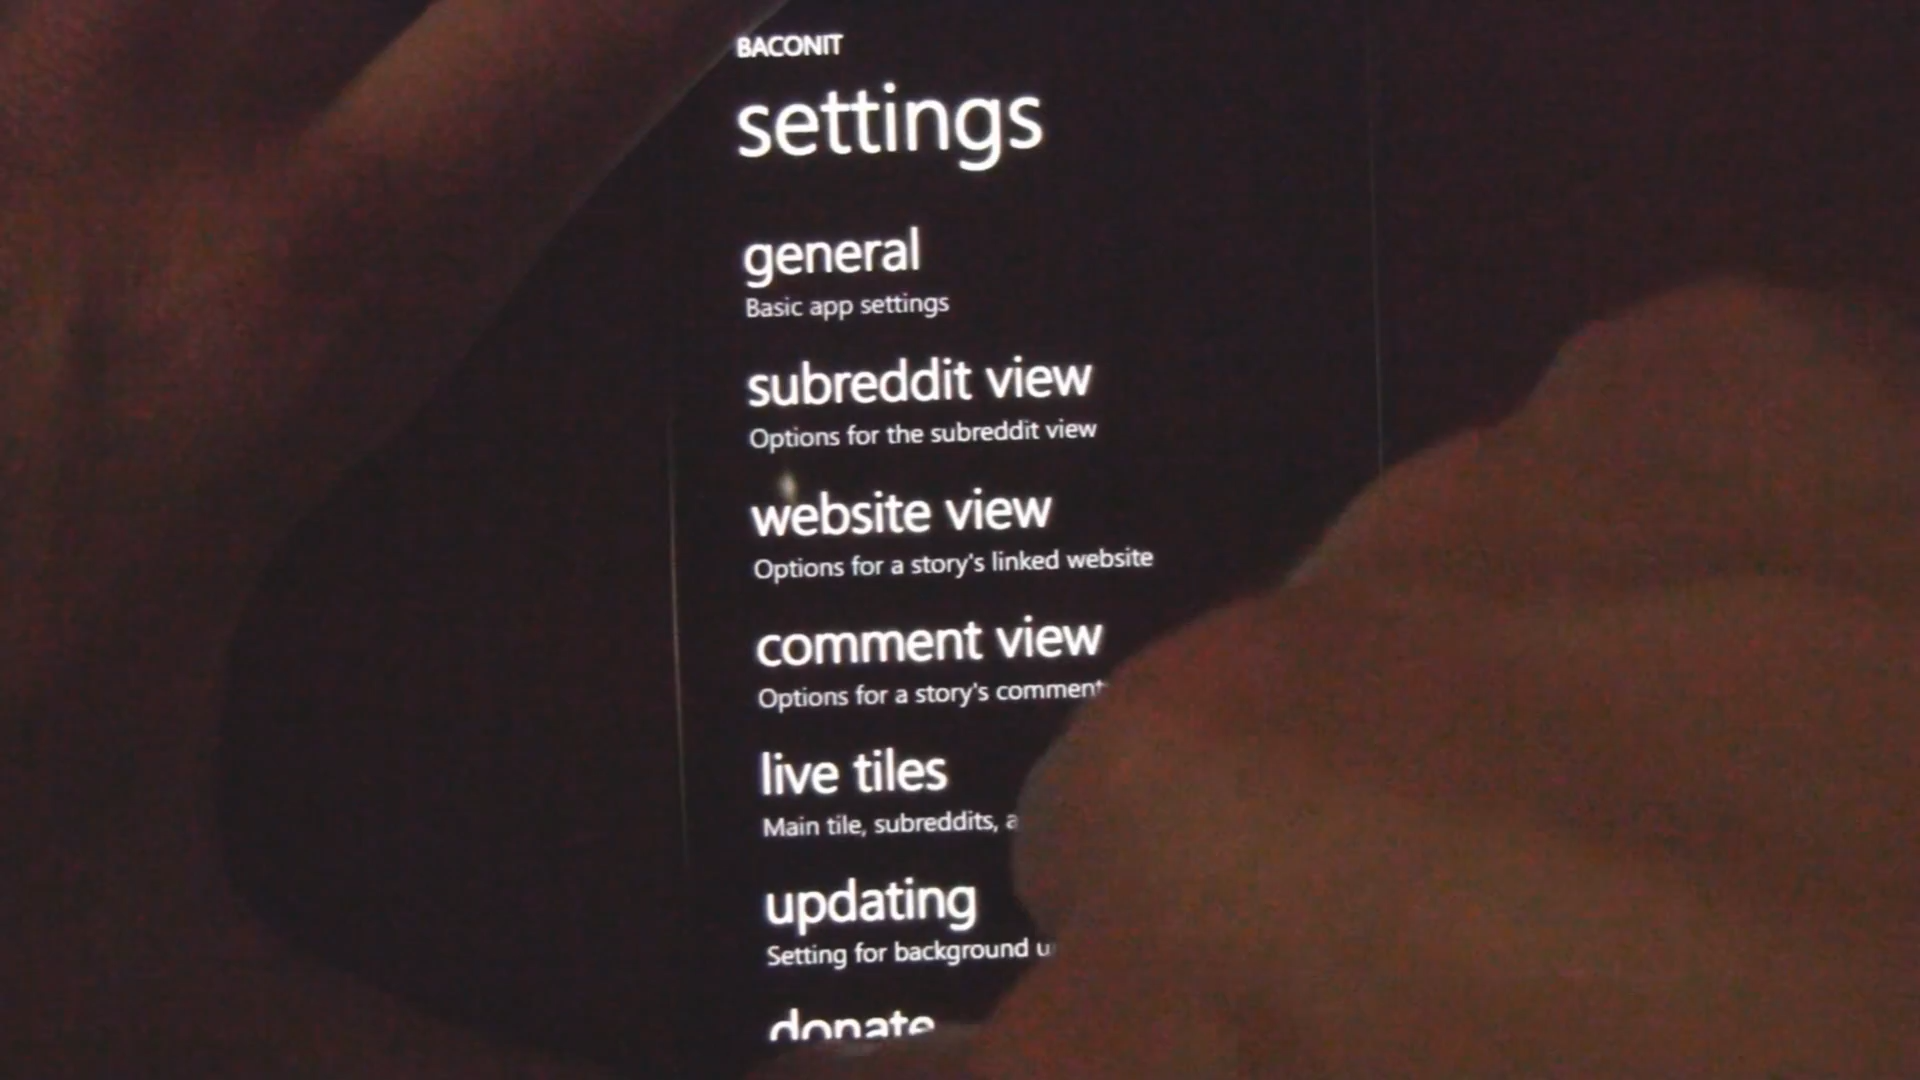 BACONIT
settings
general
Basic app settings
subreddit view
Options for the subreddit view
website view
Options for a story's linked website
comment view
Options for a story's comment
live tiles
Main tile, subreddits,
updating
Setting for background
donate